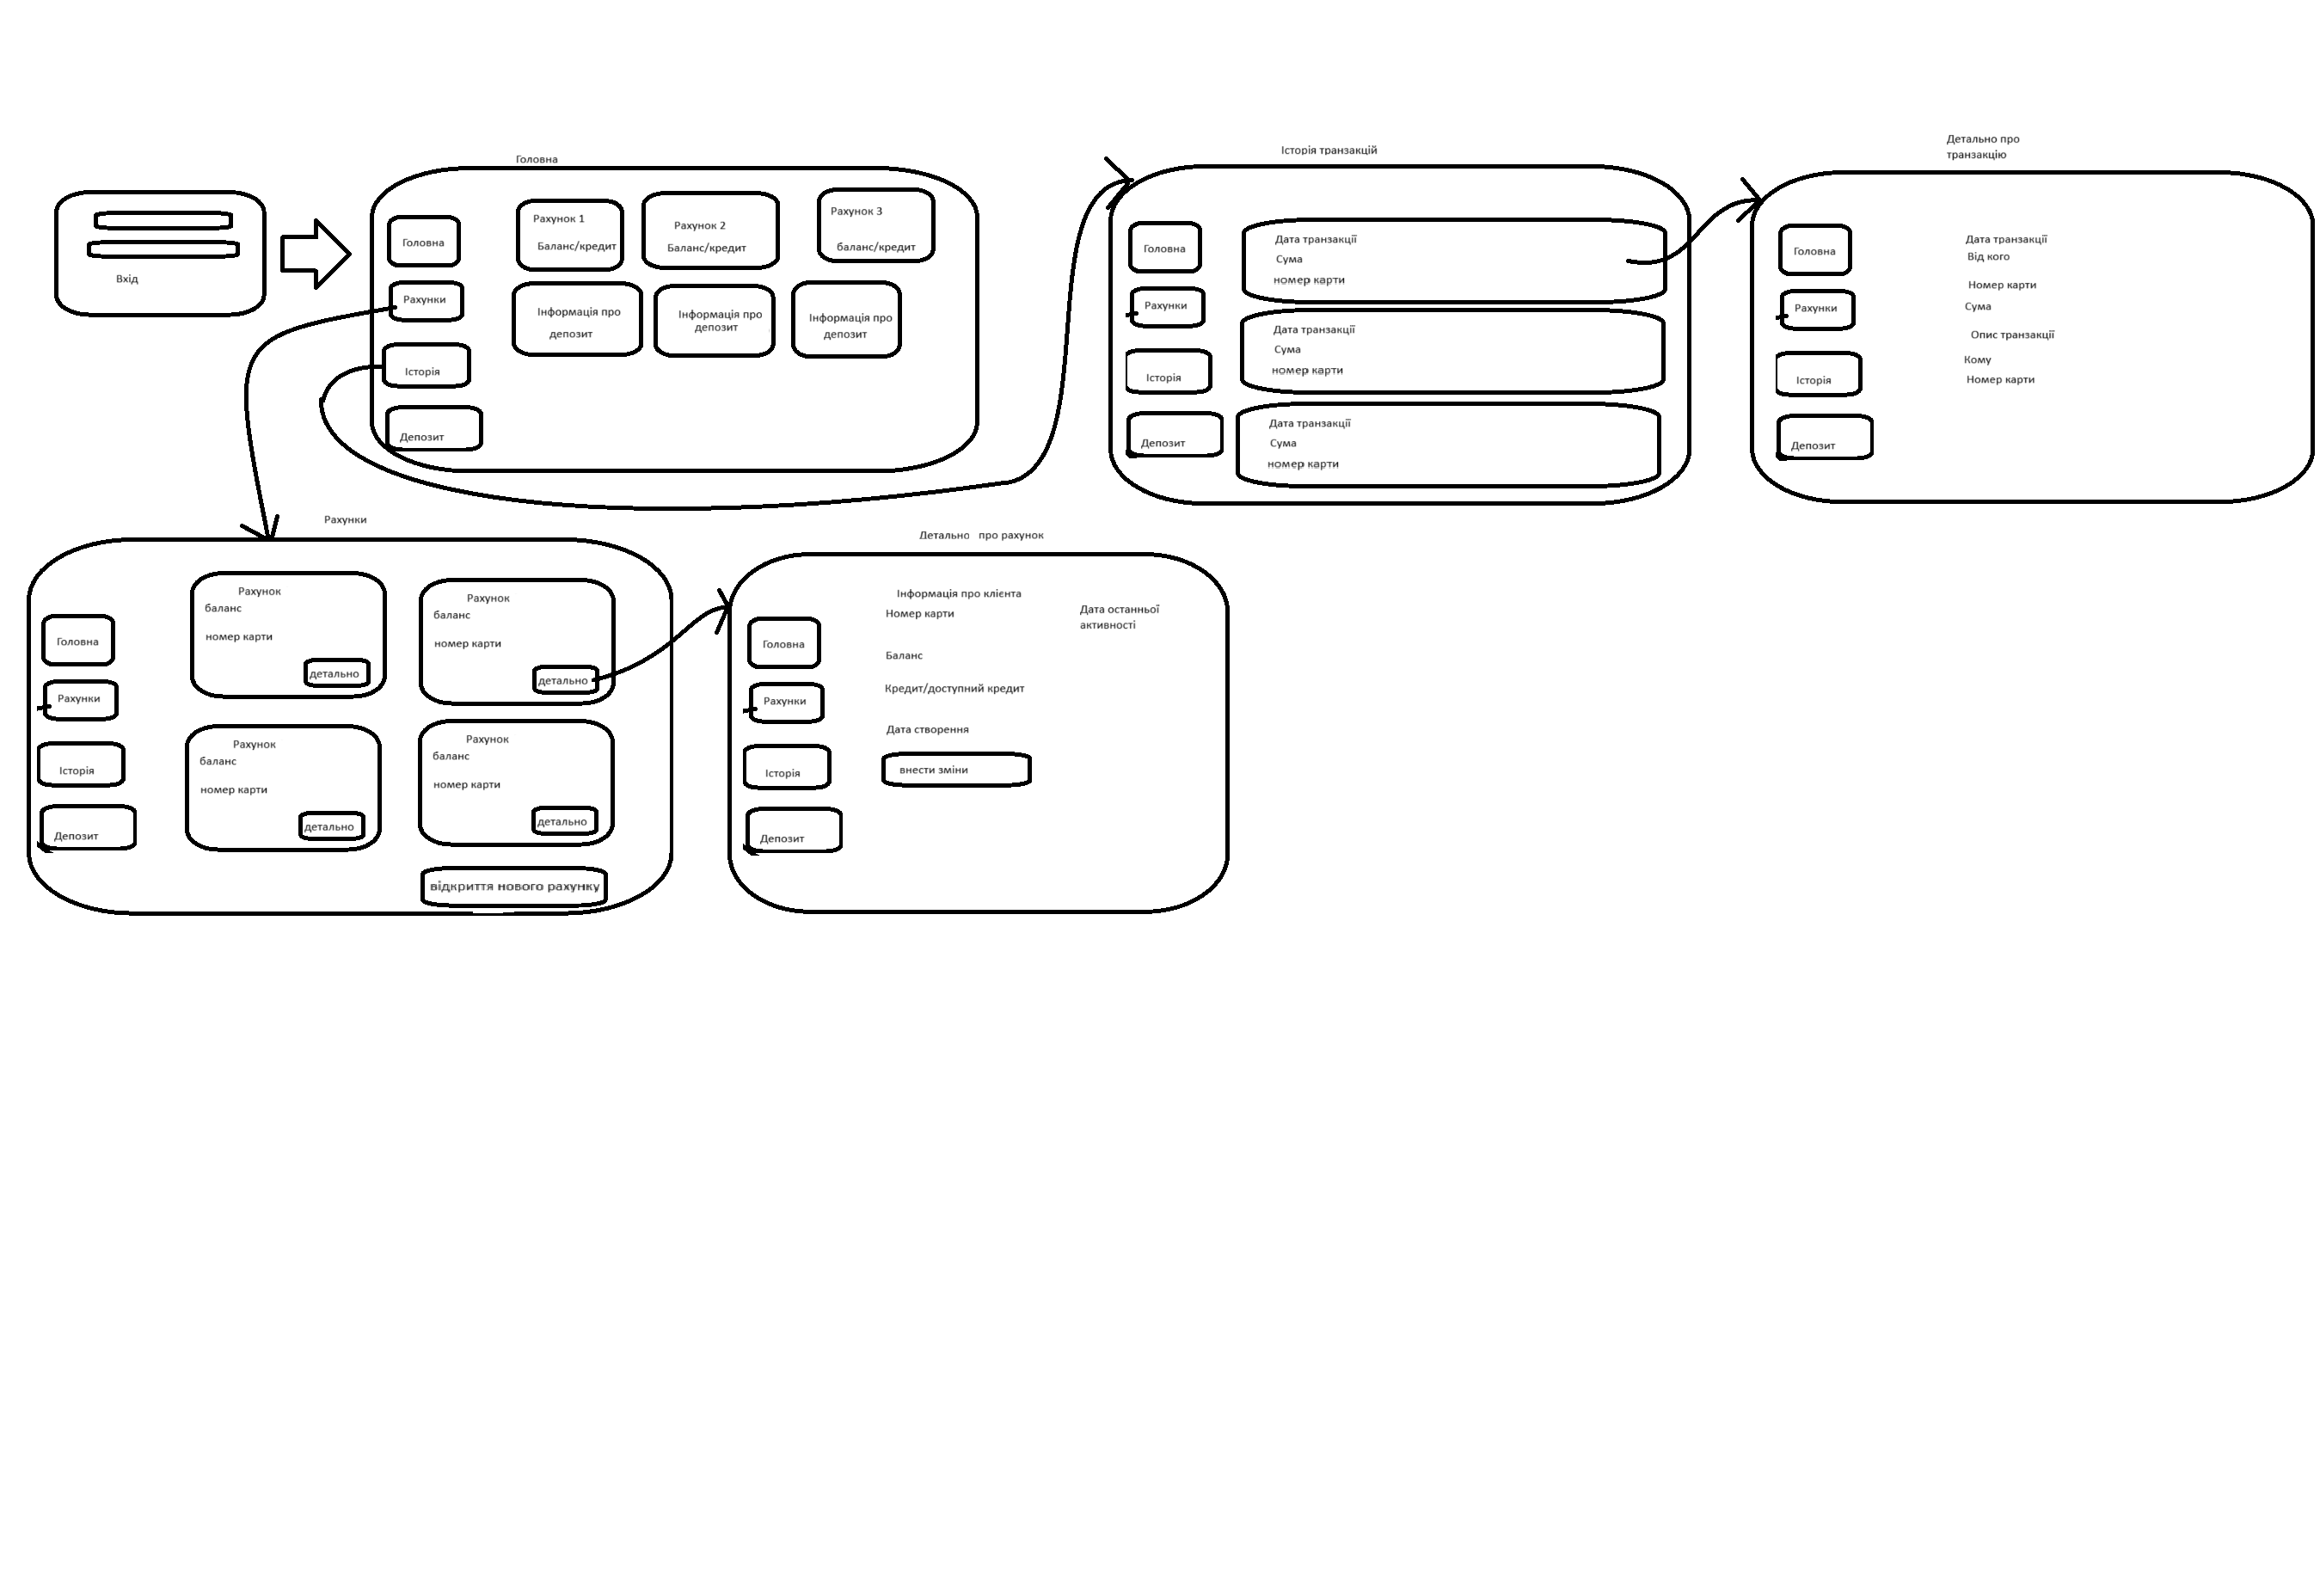 Вхід
Головна
Головна
Рахунки
Історія
Депозит
Рахунок 1
Баланс/кредит
Рахунок 2
Баланс/кредит
Рахунок 3
баланс/кредит
Інформація про
депозит
Інформація про
депозит
Інформація про
депозит
Історія транзакцій
Головна
Рахунки
Історія
Депозит
Дата транзакції
Сума
номер карти
Дата транзакції
Сума
номер карти
Дата транзакції
Сума
номер карти
Детально про
транзакцію
Головна
Рахунки
Історія
Депозит
Дата транзакції
Від кого
Номер карти
Сума
Опис транзакції
Кому
Номер карти
Рахунки
Головна
Рахунки
Історія
Депозит
Рахунок
баланс
номер карти
детально
Рахунок
баланс
номер карти
детально
Рахунок
баланс
номер карти
детально
Рахунок
баланс
номер карти
детально
відкриття нового рахунку
Детально про рахунок
Головна
Рахунки
Історія
Депозит
Інформація про клієнта
Номер карти
Дата останньої
активності
Баланс
Кредит/доступний кредит
Дата створення
внести зміни